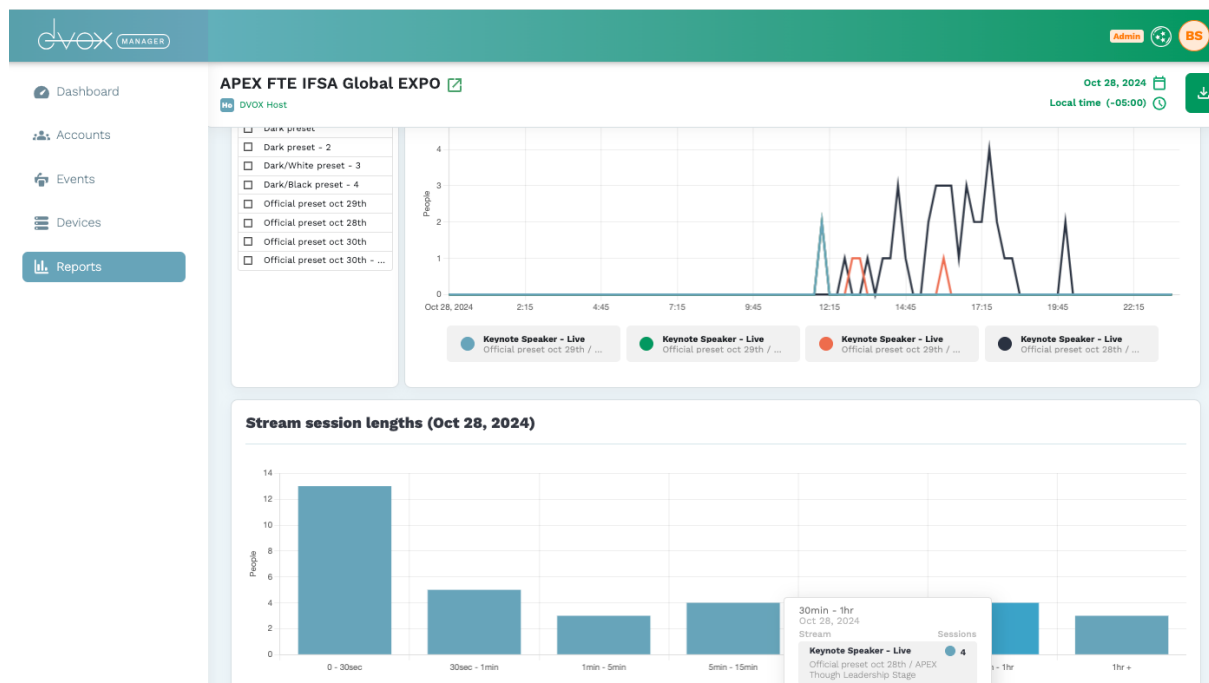 dvox MANAGER
Admin
BS
Dashboard
Accounts
Events
Devices
Reports
APEX FTE IFSA Global EXPO
Ho DVOX Host
Oct 28, 2024
Local time (-05:00)
Dark preset
Dark preset - 2
Dark/White preset - 3
Dark/Black preset - 4
Official preset oct 29th
Official preset oct 28th
Official preset oct 30th
Official preset oct 30th - ...
People
4
3
2
1
0
Oct 28, 2024 2:15 4:45 7:15 9:45 12:15 14:45 17:15 19:45 22:15
Keynote Speaker - Live
Official preset oct 29th / ...
Keynote Speaker - Live
Official preset oct 29th / ...
Keynote Speaker - Live
Official preset oct 29th / ...
Keynote Speaker - Live
Official preset oct 28th / ...
Stream session lengths (Oct 28, 2024)
People
14
12
10
8
6
4
2
0
0 - 30sec 30sec - 1min 1min - 5min 5min - 15min - 1hr 1hr +
30min - 1hr
Oct 28, 2024
Stream Sessions
Keynote Speaker - Live 4
Official preset oct 28th / APEX
Though Leadership Stage